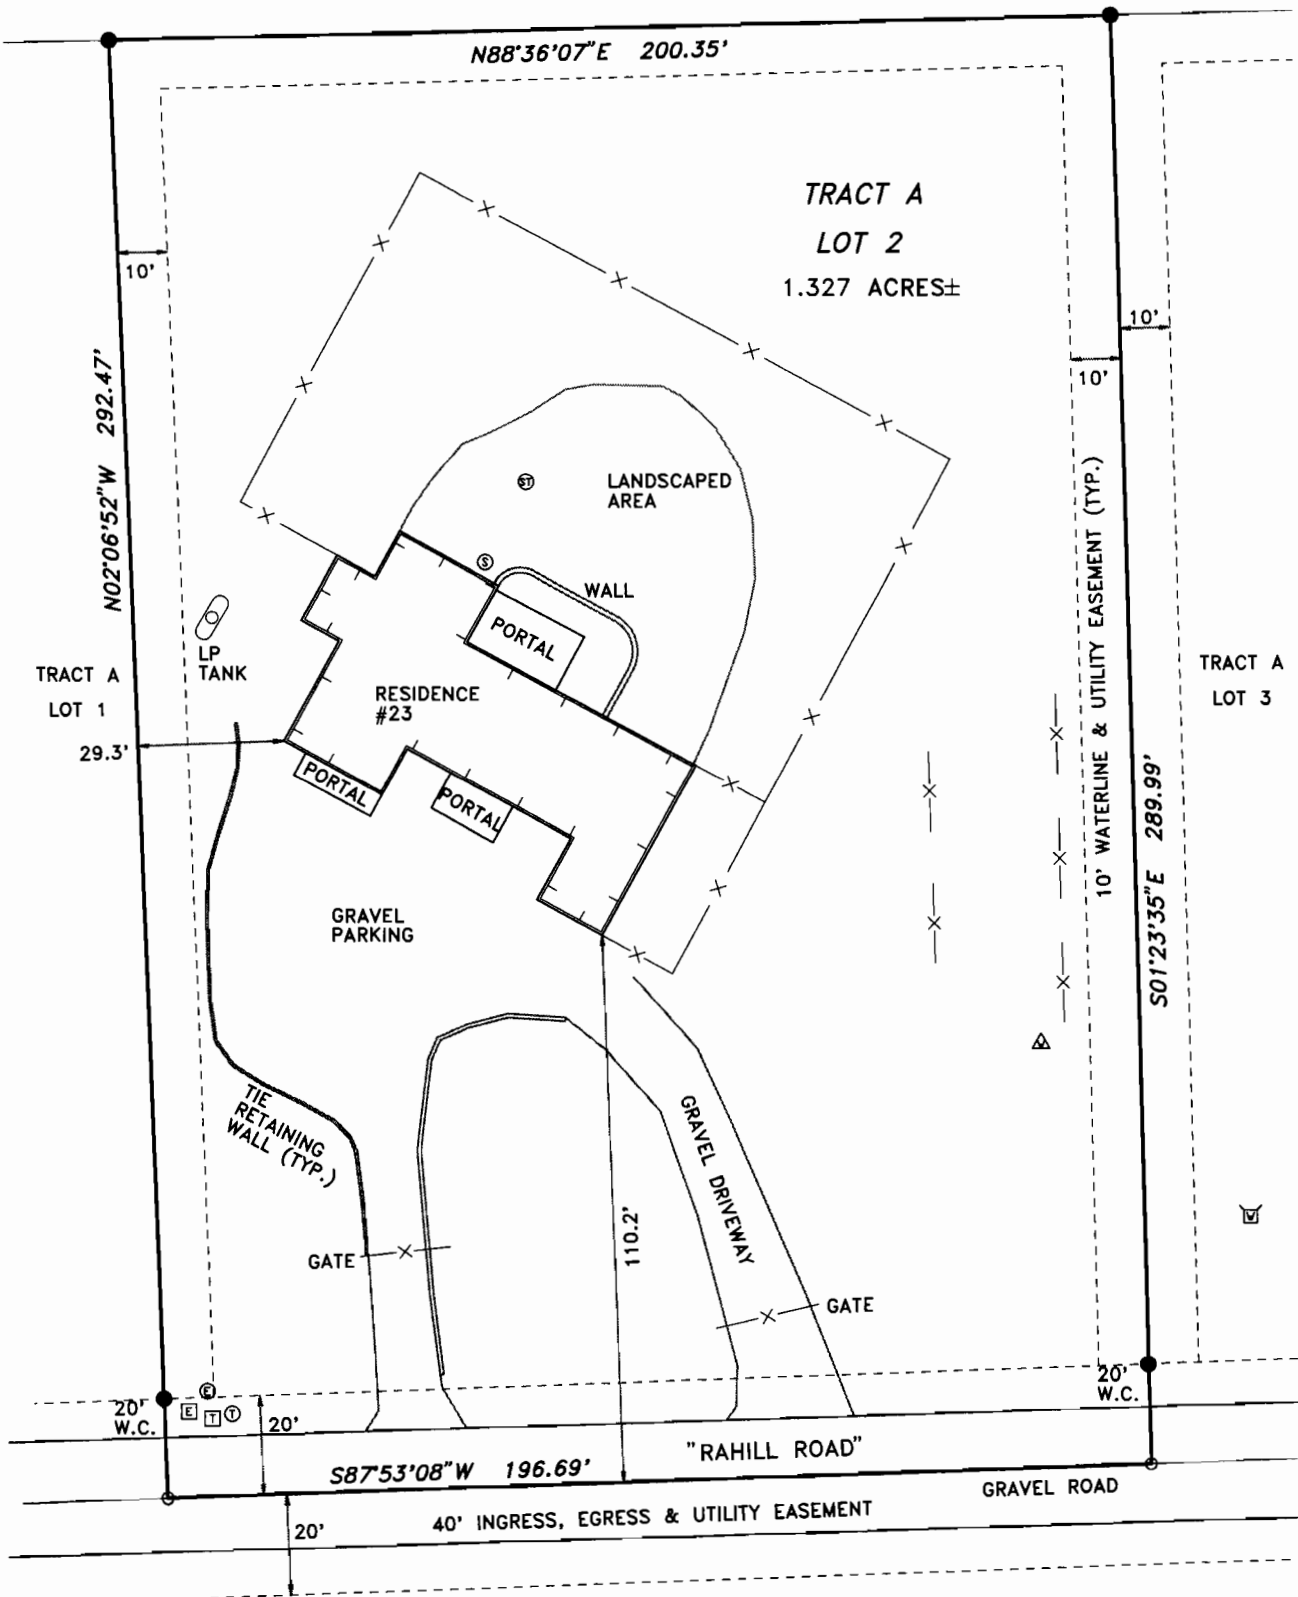 N88°36'07"E 200.35'
TRACT A
LOT 2
1.327 ACRES±
10'
10'
10'
N02°06'52"W 292.47'
LANDSCAPED
AREA
ST
S
WALL
PORTAL
10' WATERLINE & UTILITY EASEMENT (TYP.)
LP
TANK
TRACT A
LOT 1
TRACT A
LOT 3
RESIDENCE
#23
29.3'
PORTAL
PORTAL
S01°23'35"E 289.99'
GRAVEL
PARKING
TIE
RETAINING
WALL (TYP.)
GRAVEL DRIVEWAY
110.2'
W
GATE
GATE
20'
W.C.
E
E
T
T
20'
20'
W.C.
"RAHILL ROAD"
S87°53'08"W 196.69'
GRAVEL ROAD
40' INGRESS, EGRESS & UTILITY EASEMENT
20'